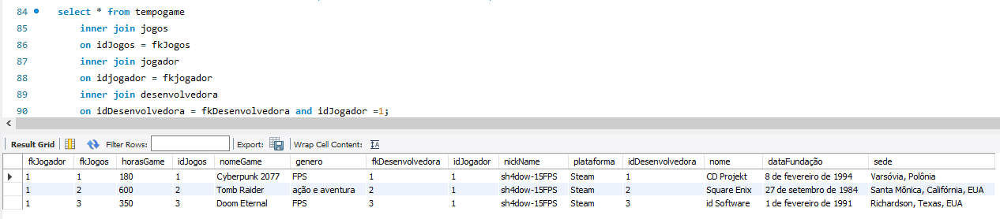 84 select * from tempogame
85 inner join jogos
86 on idJogos = fkJogos
87 inner join jogador
88 on idjogador = fkjogador
89 inner join desenvolvedora
90 on idDesenvolvedora = fkDesenvolvedora and idJogador =1;
Result Grid Filter Rows: Export: Wrap Cell Content: IA
fkJogador fkJogos horasGame idJogos nomeGame genero fkDesenvolvedora idJogador nickName plataforma idDesenvolvedora nome dataFundação sede
1 1 180 1 Cyberpunk 2077 FPS 1 1 sh4dow-15FPS Steam 1 CD Projekt 8 de fevereiro de 1994 Varsóvia, Polônia
1 2 600 2 Tomb Raider ação e aventura 2 1 sh4dow-15FPS Steam 2 Square Enix 27 de setembro de 1984 Santa Mônica, Califórnia, EUA
1 3 350 3 Doom Eternal FPS 3 1 sh4dow-15FPS Steam 3 id Software 1 de fevereiro de 1991 Richardson, Texas, EUA